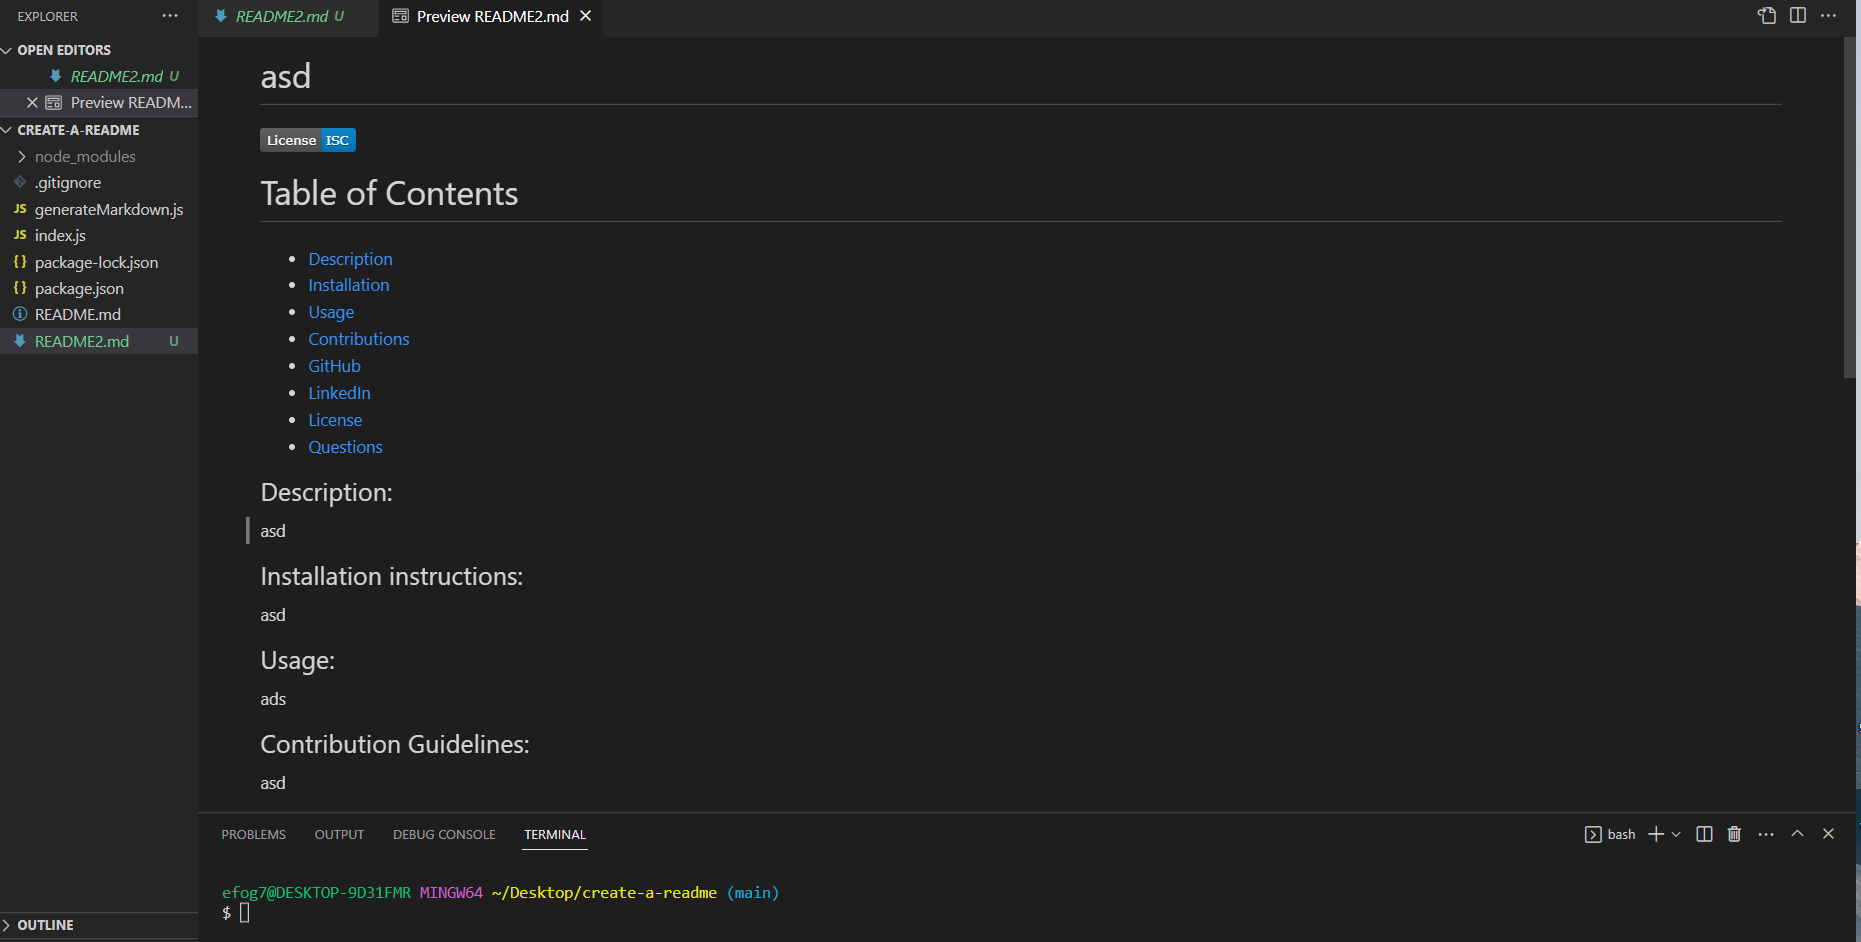 EXPLORER
OPEN EDITORS
README2.md U
Preview READM...
CREATE-A-README
node_modules
.gitignore
JS generateMarkdown.js
JS index.js
{} package-lock.json
{} package.json
README.md
README2.md U
OUTLINE
README2.md U
Preview README2.md
asd
License ISC
Table of Contents
• Description
• Installation
• Usage
• Contributions
• GitHub
• LinkedIn
• License
• Questions
Description:
asd
Installation instructions:
asd
Usage:
ads
Contribution Guidelines:
asd
PROBLEMS OUTPUT DEBUG CONSOLE TERMINAL
bash
efog7@DESKTOP-9D31FMR MINGW64 ~/Desktop/create-a-readme (main)
$